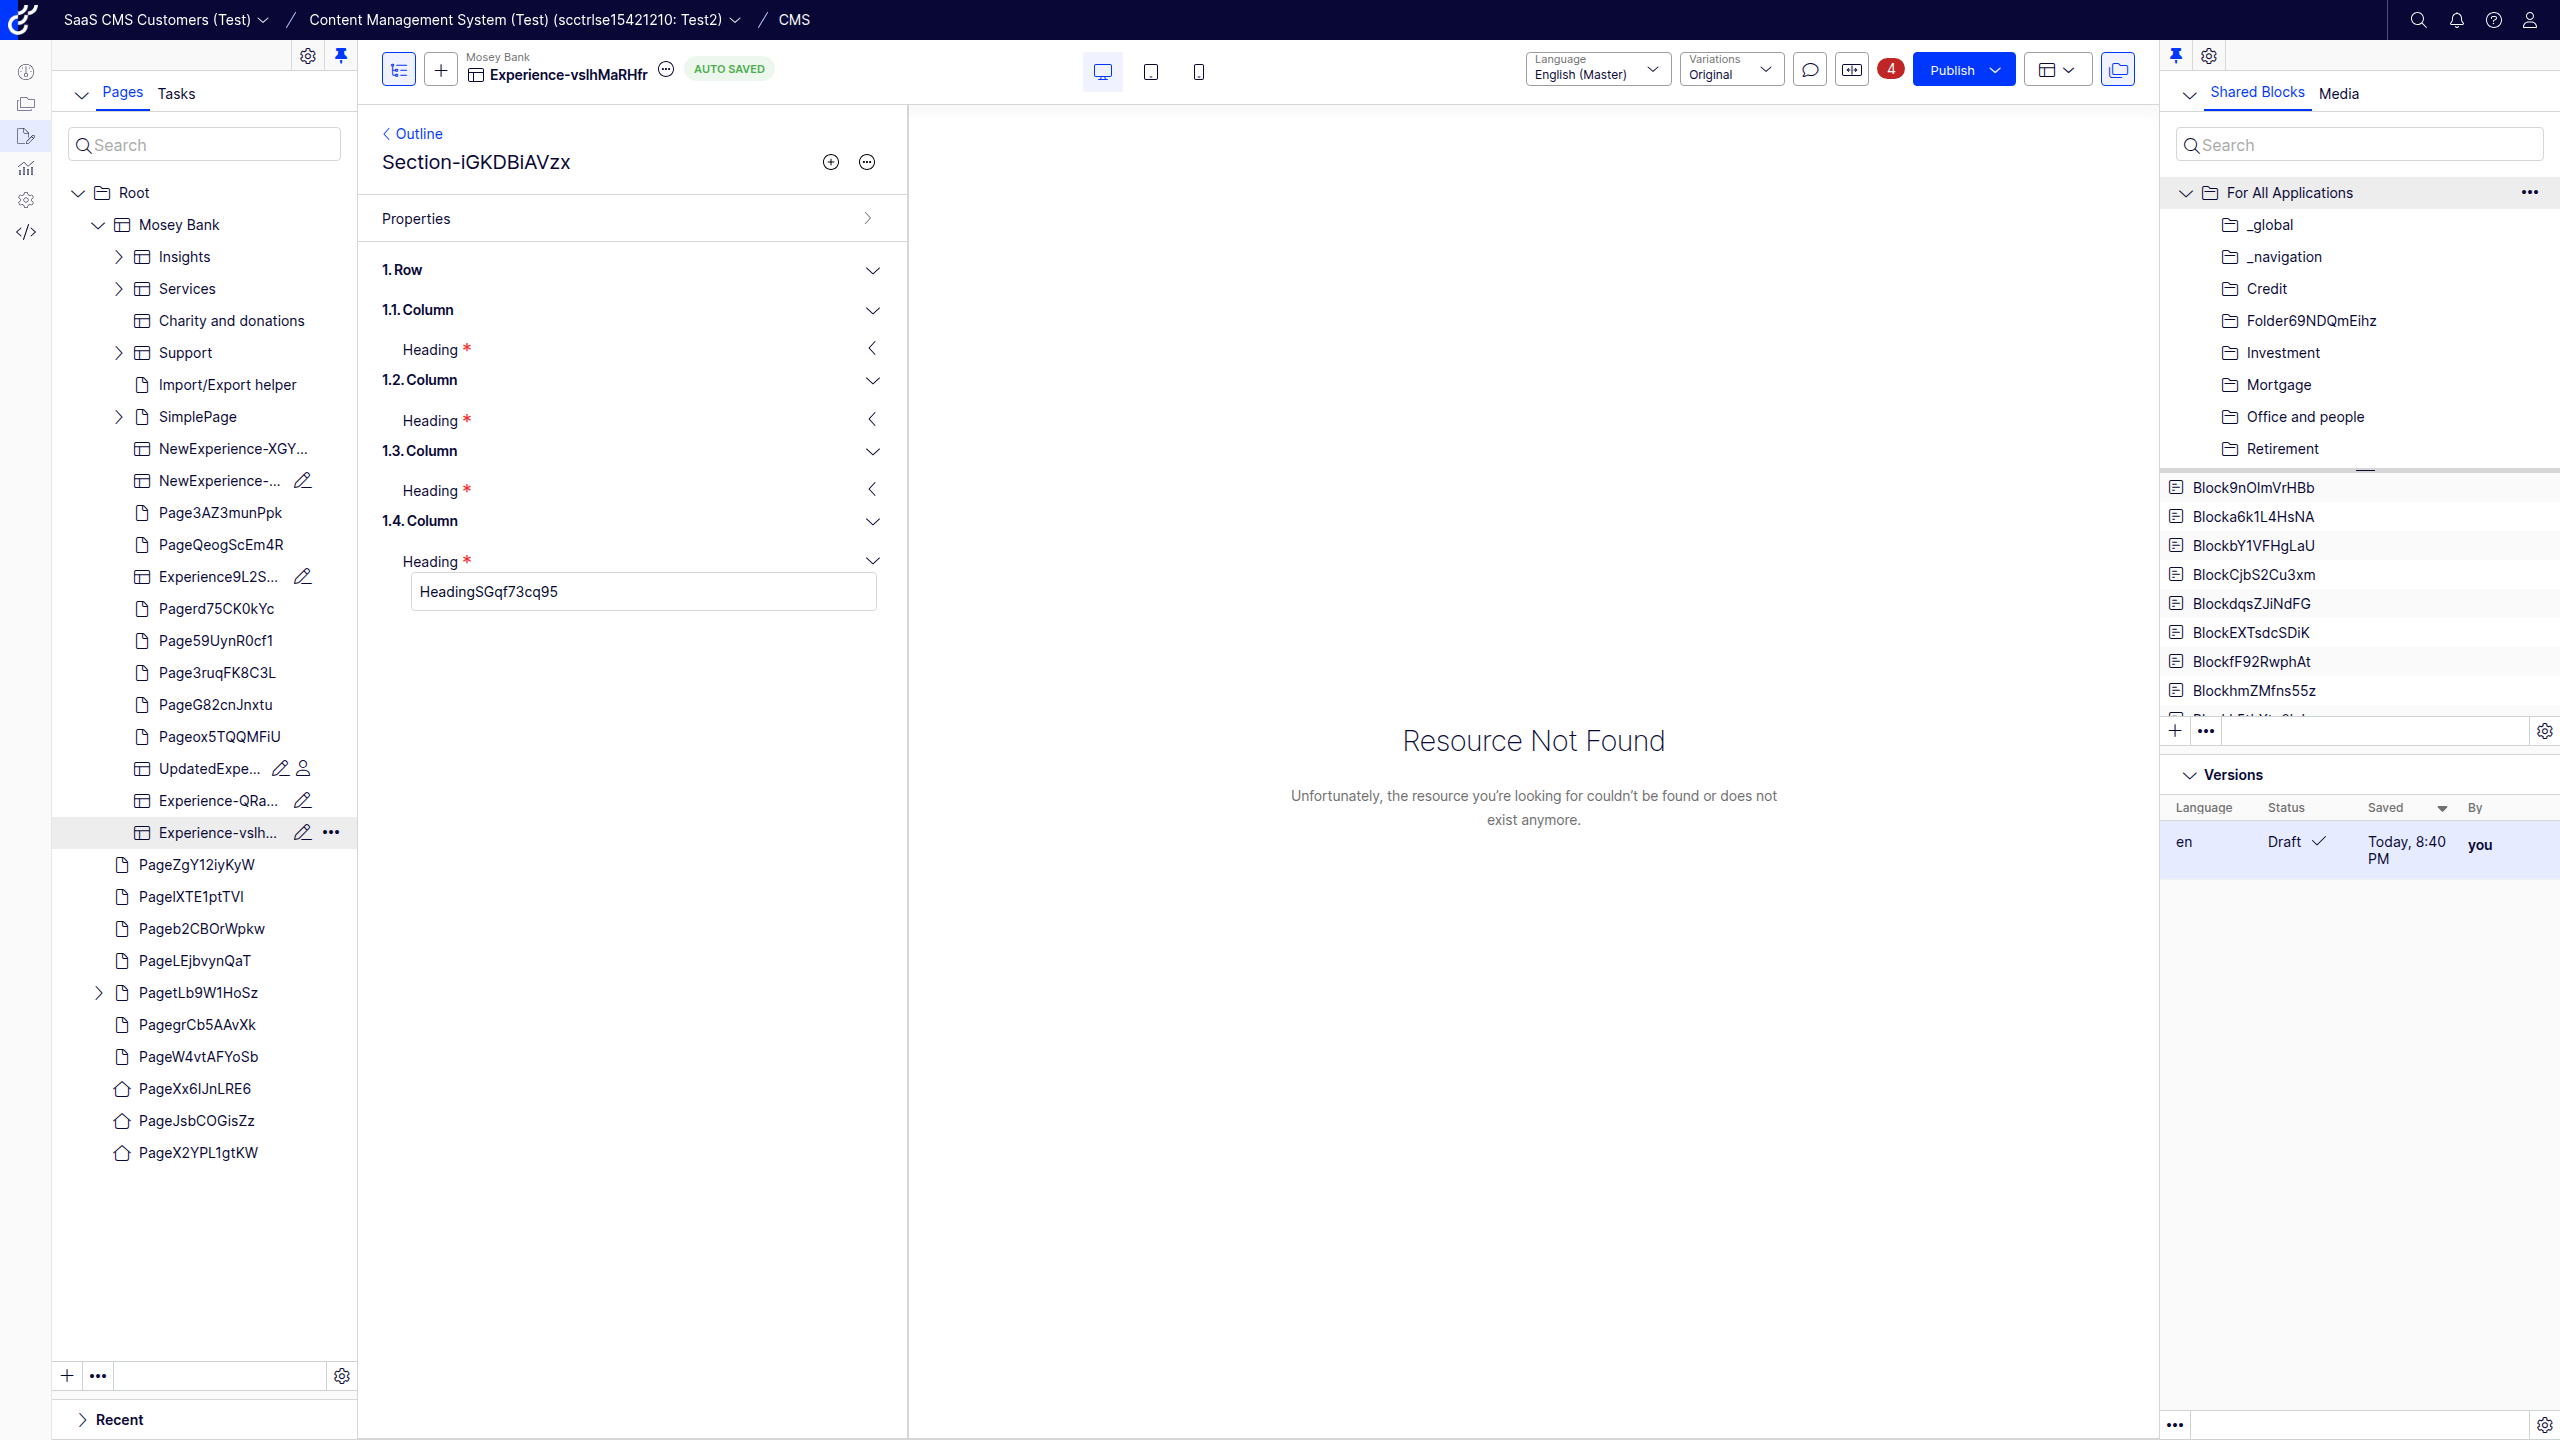 SaaS CMS Customers (Test) / Content Management System (Test) (scctrlse15421210: Test2) / CMS
Pages Tasks
Search
Root
Mosey Bank
Insights
Services
Charity and donations
Support
Import/Export helper
SimplePage
NewExperience-XGY...
NewExperience-...
Page3AZ3munPpk
PageQeogScEm4R
Experience9L2S...
Pagerd75CK0kYc
Page59UynR0cf1
Page3ruqFK8C3L
PageG82cnJnxtu
Pageox5TQQMFiU
UpdatedExpe...
Experience-QRa...
Experience-vslh...
PageZgY12iyKyW
PagelXTE1ptTVl
Pageb2CBOrWpkw
PageLEjbvynQaT
PagetLb9W1HoSz
PagegrCb5AAvXk
PageW4vtAFYoSb
PageXx6lJnLRE6
PageJsbCOGisZz
PageX2YPL1gtKW
Recent
Mosey Bank
Experience-vslhMaRHfr
AUTO SAVED
Language
English (Master)
Variations
Original
4
Publish
Outline
Section-iGKDBiAVzx
Properties
1. Row
1.1. Column
Heading *
1.2. Column
Heading *
1.3. Column
Heading *
1.4. Column
Heading *
HeadingSGqf73cq95
Resource Not Found
Unfortunately, the resource you're looking for couldn't be found or does not
exist anymore.
Shared Blocks Media
Search
For All Applications
_global
_navigation
Credit
Folder69NDQmEihz
Investment
Mortgage
Office and people
Retirement
Block9nOlmVrHBb
Blocka6k1L4HsNA
BlockbY1VFHgLaU
BlockCjbS2Cu3xm
BlockdqsZJiNdFG
BlockEXTsdcSDiK
BlockfF92RwphAt
BlockhmZMfns55z
Versions
Language Status Saved By
en Draft Today, 8:40 PM you